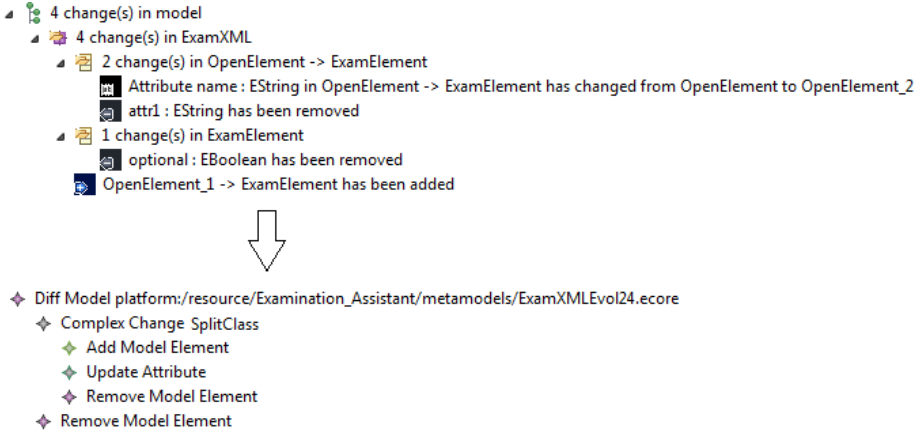 4 change(s) in model
4 change(s) in ExamXML
2 change(s) in OpenElement -> ExamElement
Attribute name : EString in OpenElement -> ExamElement has changed from OpenElement to OpenElement_2
attr1 : EString has been removed
1 change(s) in ExamElement
optional : EBoolean has been removed
OpenElement_1 -> ExamElement has been added
Diff Model platform:/resource/Examination_Assistant/metamodels/ExamXMLEvol24.ecore
Complex Change SplitClass
Add Model Element
Update Attribute
Remove Model Element
Remove Model Element